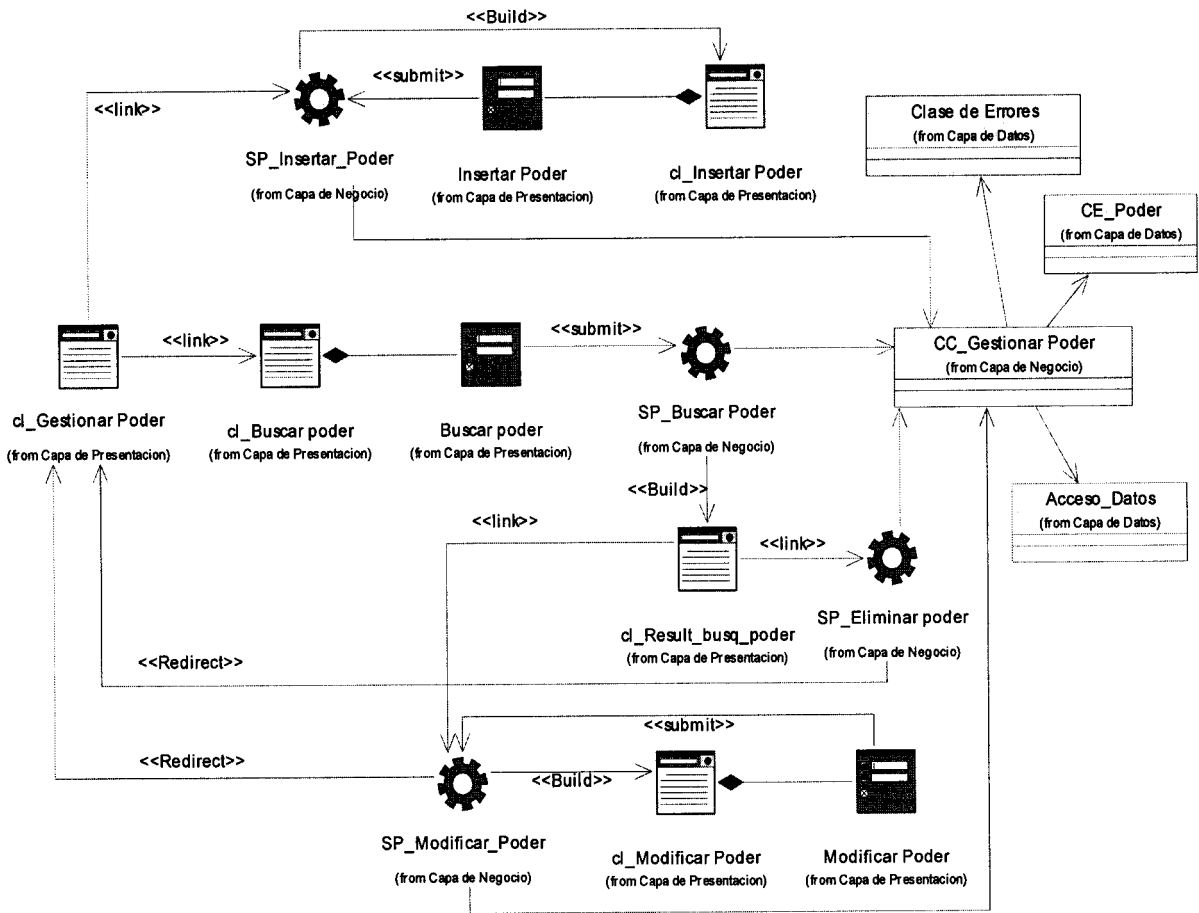 <<Build>>
<<submit>>
<<link>>
SP_Insertar_Poder
(from Capa de Negocio)
Insertar Poder
(from Capa de Presentacion)
cl_Insertar Poder
(from Capa de Presentacion)
Clase de Errores
(from Capa de Datos)
CE_Poder
(from Capa de Datos)
<<link>>
<<submit>>
CC_Gestionar Poder
(from Capa de Negocio)
cl_Gestionar Poder
(from Capa de Presentacion)
cl_Buscar poder
(from Capa de Presentacion)
Buscar poder
(from Capa de Presentacion)
SP_Buscar Poder
(from Capa de Negocio)
<<Build>>
Acceso_Datos
(from Capa de Datos)
<<link>>
<<link>>
cl_Result_busq_poder
(from Capa de Presentacion)
SP_Eliminar poder
(from Capa de Negocio)
<<Redirect>>
<<submit>>
<<Redirect>>
<<Build>>
SP_Modificar_Poder
(from Capa de Negocio)
cl_Modificar Poder
(from Capa de Presentacion)
Modificar Poder
(from Capa de Presentacion)